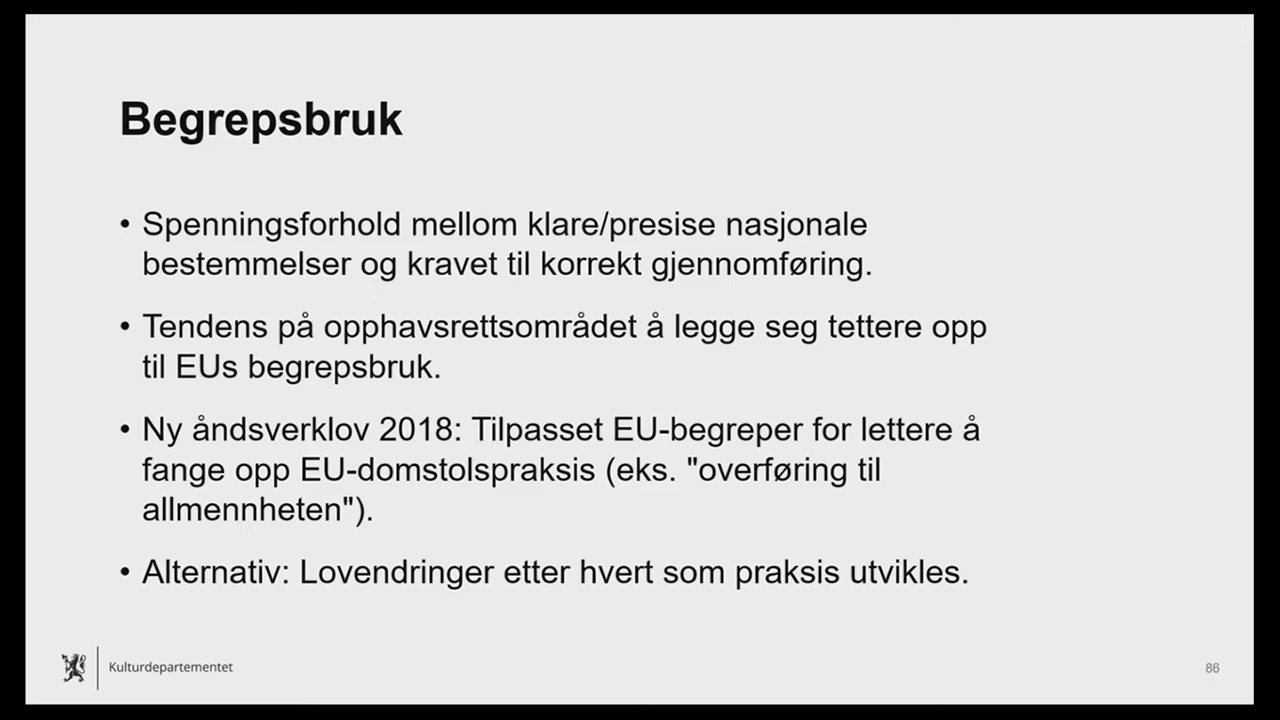 Begrepsbruk
• Spenningsforhold mellom klare/presise nasjonale
bestemmelser og kravet til korrekt gjennomføring.
• Tendens på opphavsrettsområdet å legge seg tettere opp
til EUs begrepsbruk.
• Ny åndsverklov 2018: Tilpasset EU-begreper for lettere å
fange opp EU-domstolspraksis (eks. "overføring til
allmennheten").
• Alternativ: Lovendringer etter hvert som praksis utvikles.
Kulturdepartementet
86